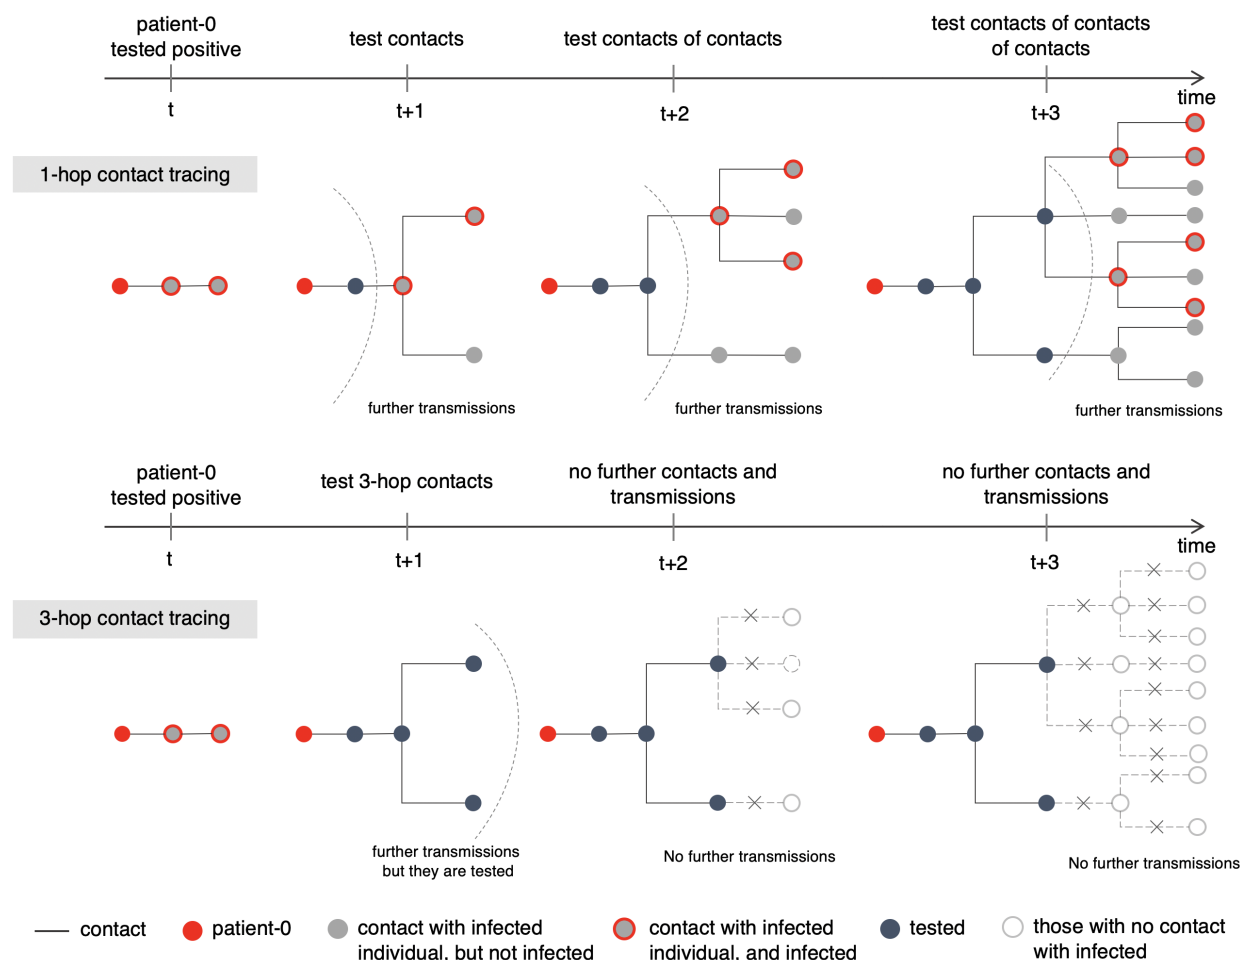 patient-0
tested positive
test contacts
test contacts of contacts
test contacts of contacts
of contacts
t
t+1
t+2
t+3
time
1-hop contact tracing
further transmissions
further transmissions
further transmissions
patient-0
tested positive
test 3-hop contacts
no further contacts and
transmissions
no further contacts and
transmissions
t
t+1
t+2
t+3
time
3-hop contact tracing
further transmissions
but they are tested
No further transmissions
No further transmissions
contact
patient-0
contact with infected
individual, but not infected
contact with infected
individual, and infected
tested
those with no contact
with infected